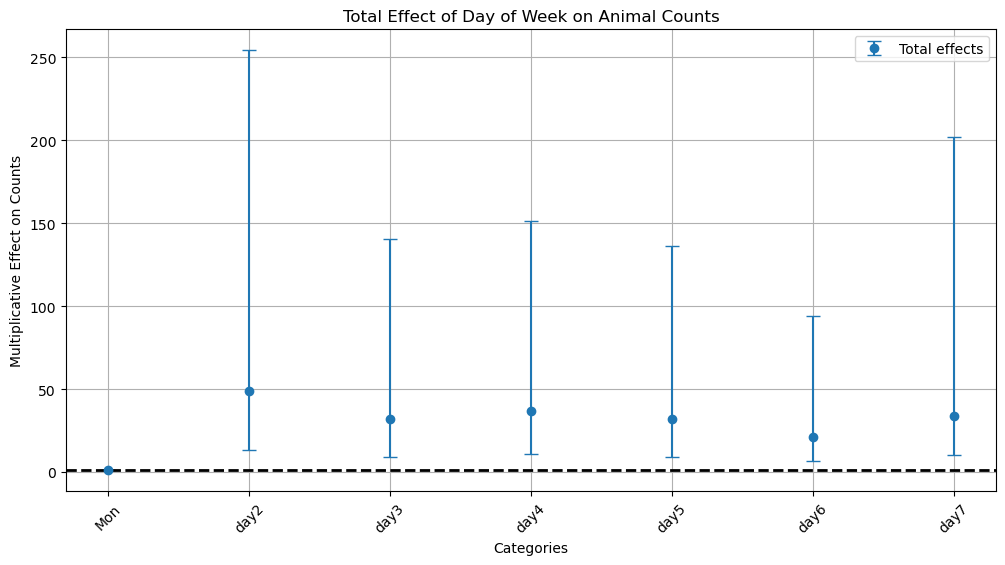 Total Effect of Day of Week on Animal Counts
Total effects
Multiplicative Effect on Counts
250
200
150
100
50
0
Mon
day2
day3
day4
day5
day6
day7
Categories